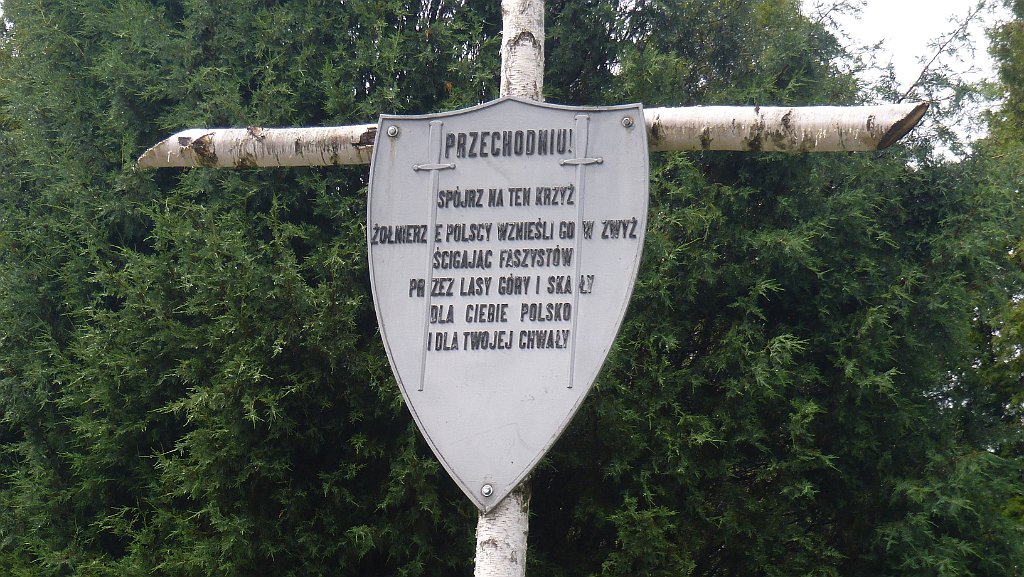 PRZECHODNIU!
SPÓJRZ NA TEN KRZYŻ
ŻOŁNIERZE POLSCY WZNIEŚLI GO W ZWYŻ
ŚCIGAJĄC FASZYSTÓW
PRZEZ LASY GÓRY I SKAŁY
DLA CIEBIE POLSKO
I DLA TWOJEJ CHWAŁY